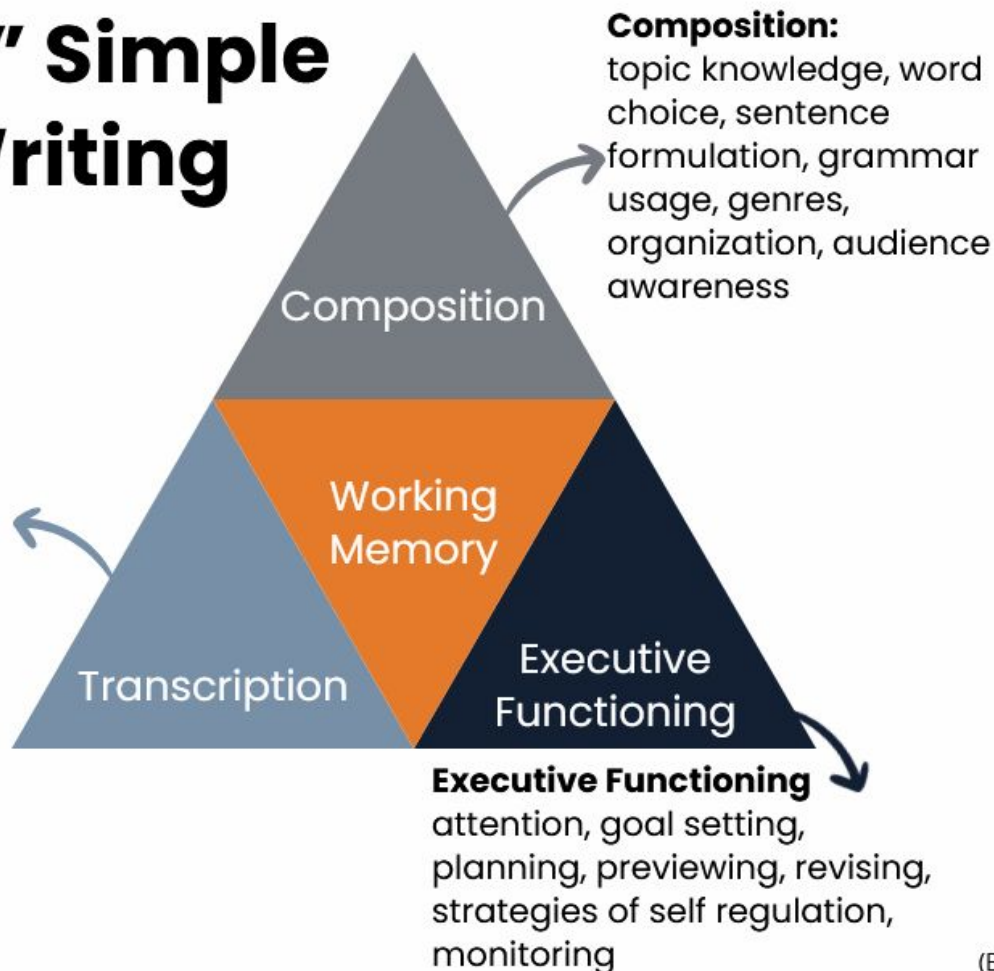 ” Simple
riting
Composition:
topic knowledge, word
choice, sentence
formulation, grammar
usage, genres,
organization, audience
awareness
Composition
Working
Memory
Transcription
Executive
Functioning
Executive Functioning
attention, goal setting,
planning, previewing, revising,
strategies of self regulation,
monitoring